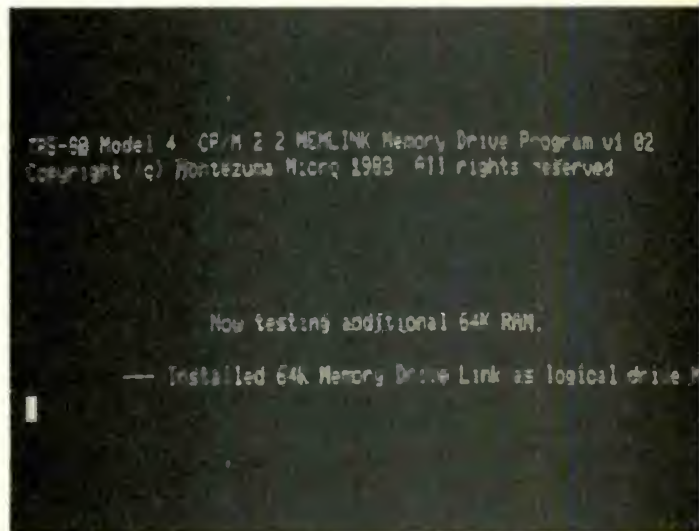 TRS-80 Model 4 CP/M 2 2 MEMLINK Memory Drive Program v1 02
Copyright (c) Montezuma Micro 1983 All rights reserved
Now testing additional 64K RAM.
— Installed 64K Memory Drive Link as logical drive M